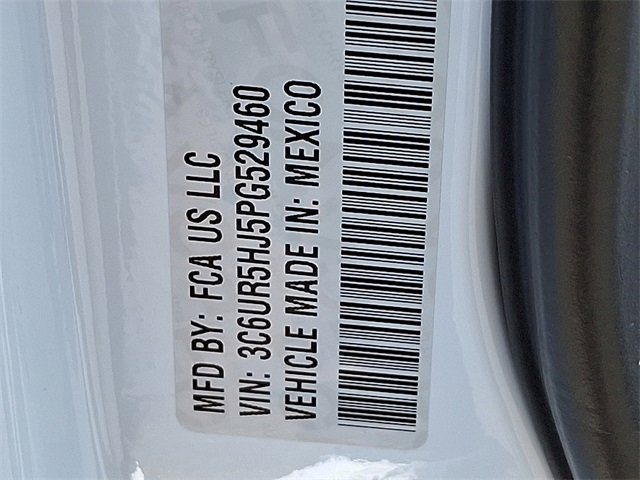 MFD BY: FCA US LLC
VIN: 3C6UR5HJ5PG529460
VEHICLE MADE IN: MEXICO